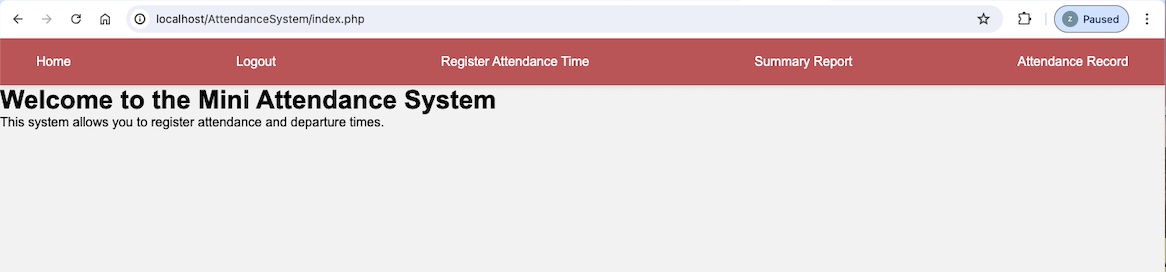 localhost/AttendanceSystem/index.php
Z Paused
Home Logout Register Attendance Time Summary Report Attendance Record
Welcome to the Mini Attendance System
This system allows you to register attendance and departure times.